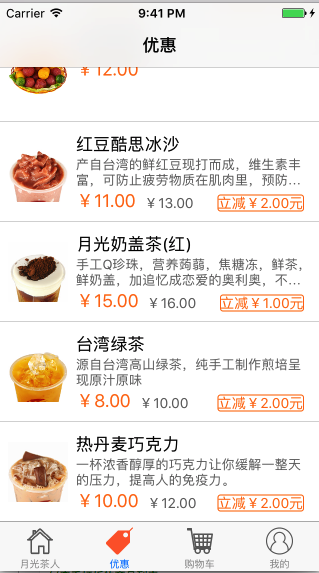 Carrier 9:41 PM
优惠
¥12.00
红豆酷思冰沙
产自台湾的鲜红豆现打而成，维生素丰
富，可防止疲劳物质在肌肉里，预防...
¥11.00 ¥13.00 立减¥2.00元
月光奶盖茶(红)
手工Q珍珠，营养蒟蒻，焦糖冻，鲜茶，
鲜奶盖，加追忆成恋爱的奥利奥，不...
¥15.00 ¥16.00 立减¥1.00元
台湾绿茶
源自台湾高山绿茶，纯手工制作煎培呈
现原汁原味
¥8.00 ¥10.00 立减¥2.00元
热丹麦巧克力
一杯浓香醇厚的巧克力让你缓解一整天
的压力，提高人的免疫力。
¥10.00 ¥12.00 立减¥2.00元
月光茶人 优惠 购物车 我的